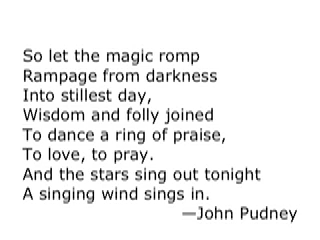 So let the magic romp
Rampage from darkness
Into stillest day,
Wisdom and folly joined
To dance a ring of praise,
To love, to pray.
And the stars sing out tonight
A singing wind sings in.
—John Pudney